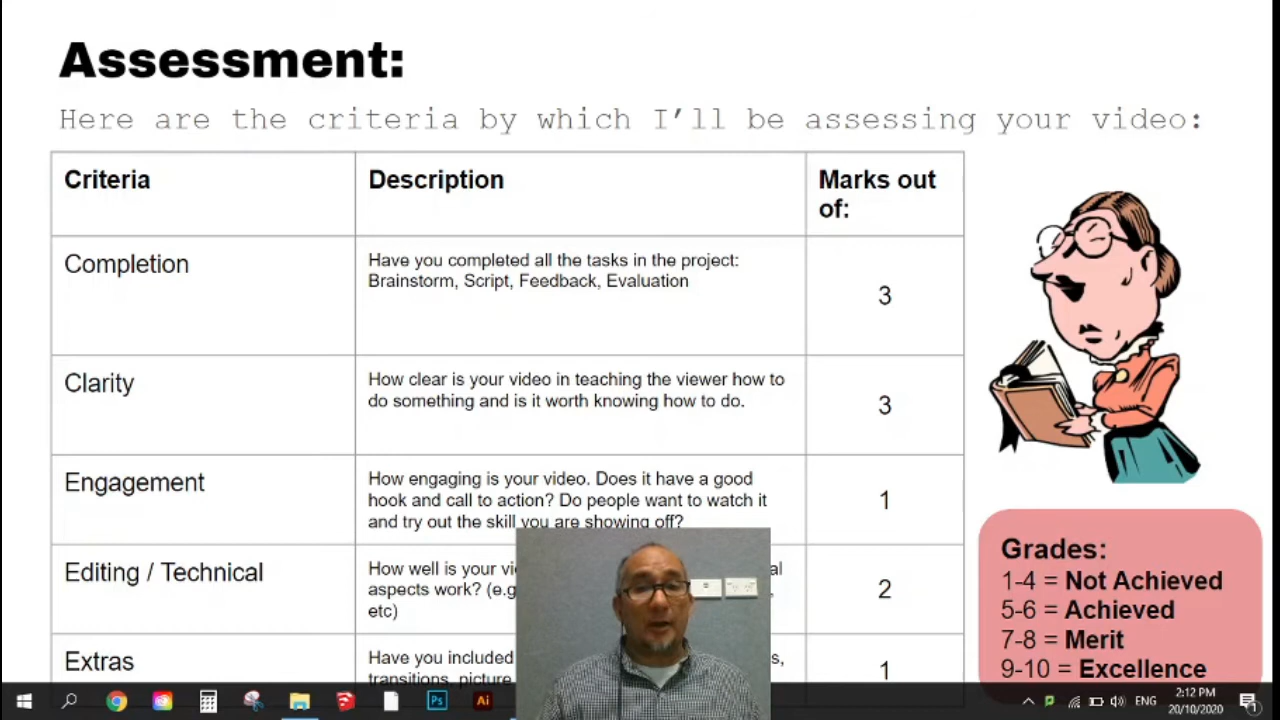 Assessment:
Here are the criteria by which I’ll be assessing your video:
Criteria
Description
Marks out
of:
Completion
Have you completed all the tasks in the project:
Brainstorm, Script, Feedback, Evaluation
3
Clarity
How clear is your video in teaching the viewer how to
do something and is it worth knowing how to do.
3
Engagement
How engaging is your video. Does it have a good
hook and call to action? Do people want to watch it
and try out the skill you are showing off?
1
Editing / Technical
How well is your
aspects work? (e.g
etc)
2
Extras
Have you included
transitions, picture
1
Grades:
1-4 = Not Achieved
5-6 = Achieved
7-8 = Merit
9-10 = Excellence
Ps
Ai
ENG
2:12 PM
20/10/2020
1